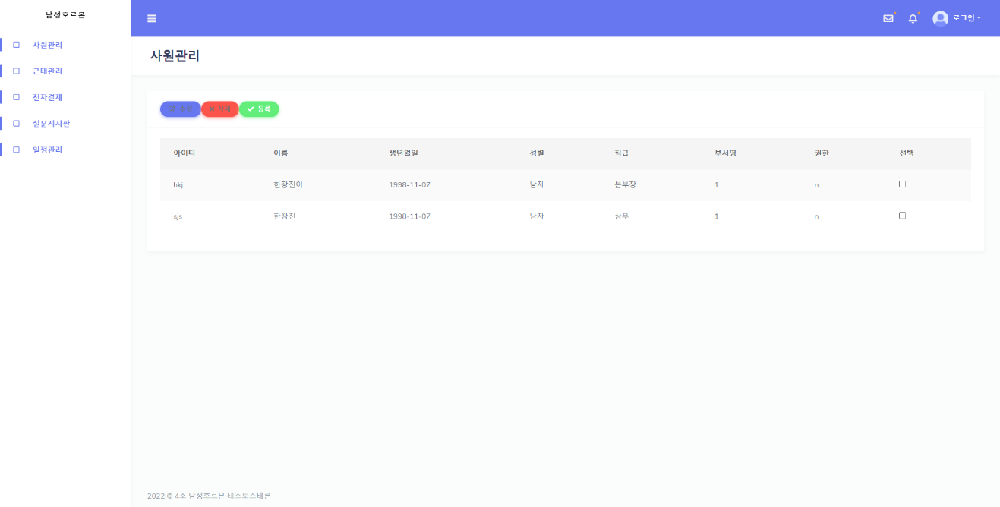 남성호르몬
로그인
사원관리
근태관리
전자결제
질문게시판
일정관리
사원관리
수정 삭제 등록
아이디 이름 생년월일 성별 직급 부서명 권한 선택
hkj 한광진이 1998-11-07 남자 본부장 1 n
sjs 한광진 1998-11-07 남자 상무 1 n
2022 © 4조 남성호르몬 테스토스테론